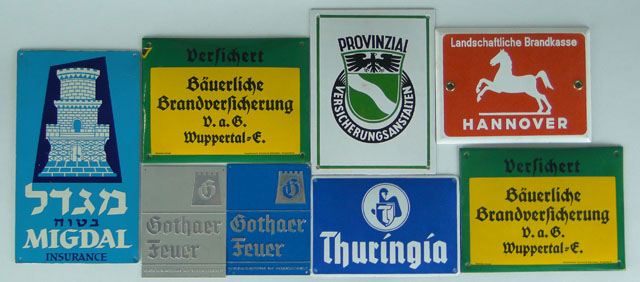 מגדל
בטוח
MIGDAL
INSURANCE
Versichert
Bäuerliche
Brandversicherung
V. a. G.
Wuppertal=E.
PROVINZIAL
VERSICHERUNGSANSTALTEN
Landschaftliche Brandkasse
HANNOVER
G
Gothaer
Feuer
G
Gothaer
Feuer
Thuringia
Versichert
Bäuerliche
Brandversicherung
V. a. G.
Wuppertal=E.